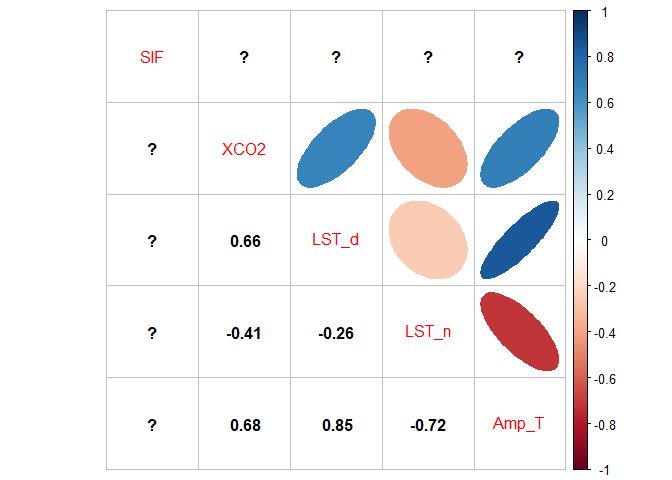 SIF ? ? ? ?
? XCO2
? 0.66 LST_d
? -0.41 -0.26 LST_n
? 0.68 0.85 -0.72 Amp_T
1
0.8
0.6
0.4
0.2
0
-0.2
-0.4
-0.6
-0.8
-1